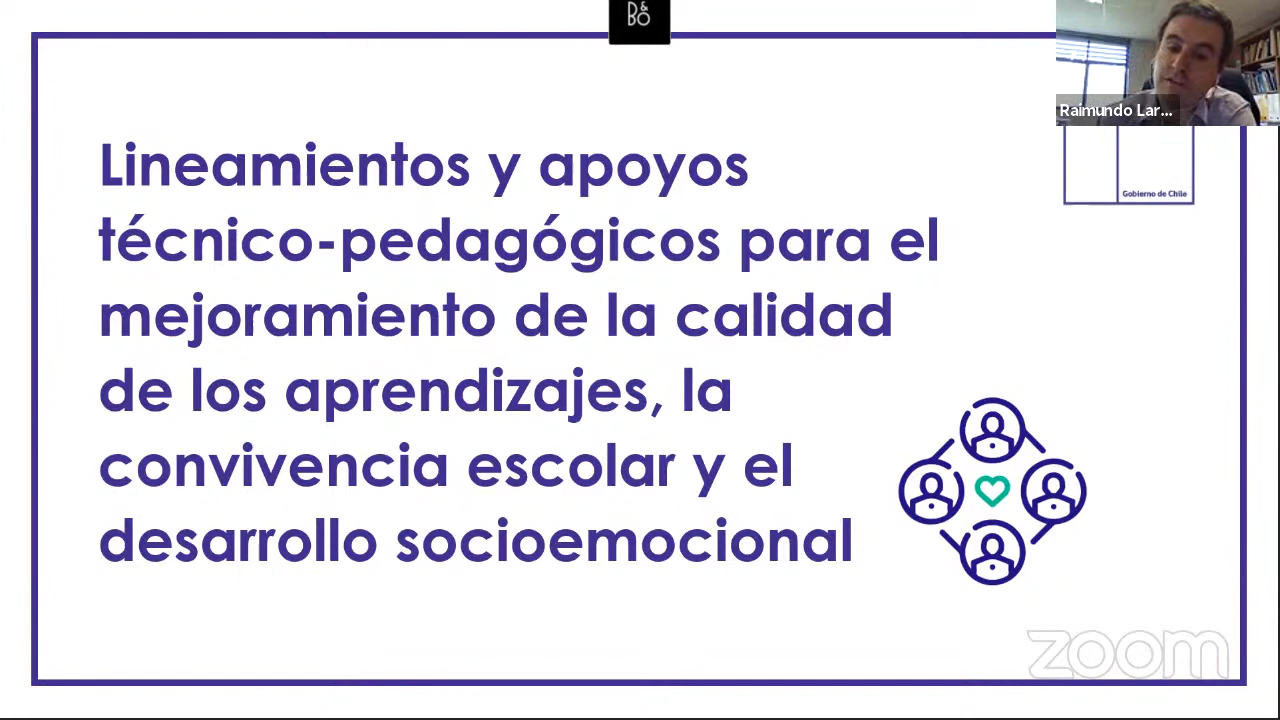 B&O
Raimundo Lar...
Gobierno de Chile
Lineamientos y apoyos
técnico-pedagógicos para el
mejoramiento de la calidad
de los aprendizajes, la
convivencia escolar y el
desarrollo socioemocional
zoom